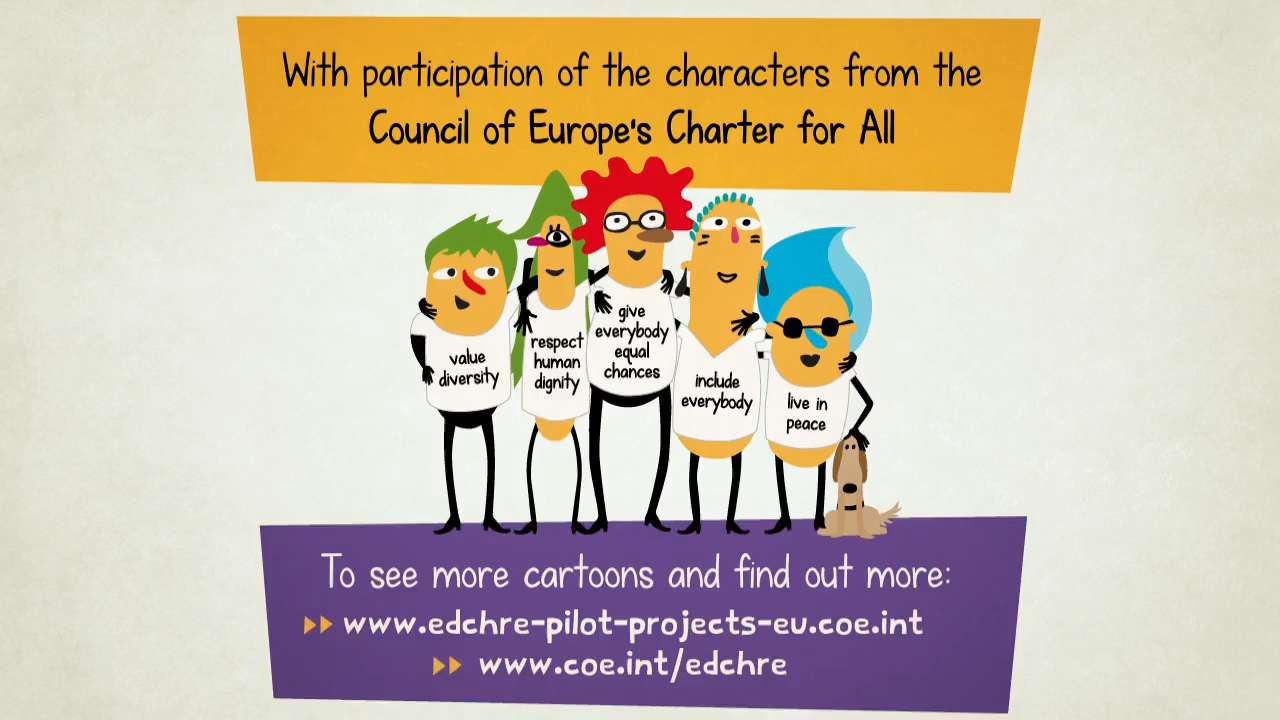 With participation of the characters from the
Council of Europe's Charter for All
value
diversity
respect
human
dignity
give
everybody
equal
chances
include
everybody
live in
peace
To see more cartoons and find out more:
www.edchre-pilot-projects-eu.coe.int
www.coe.int/edchre